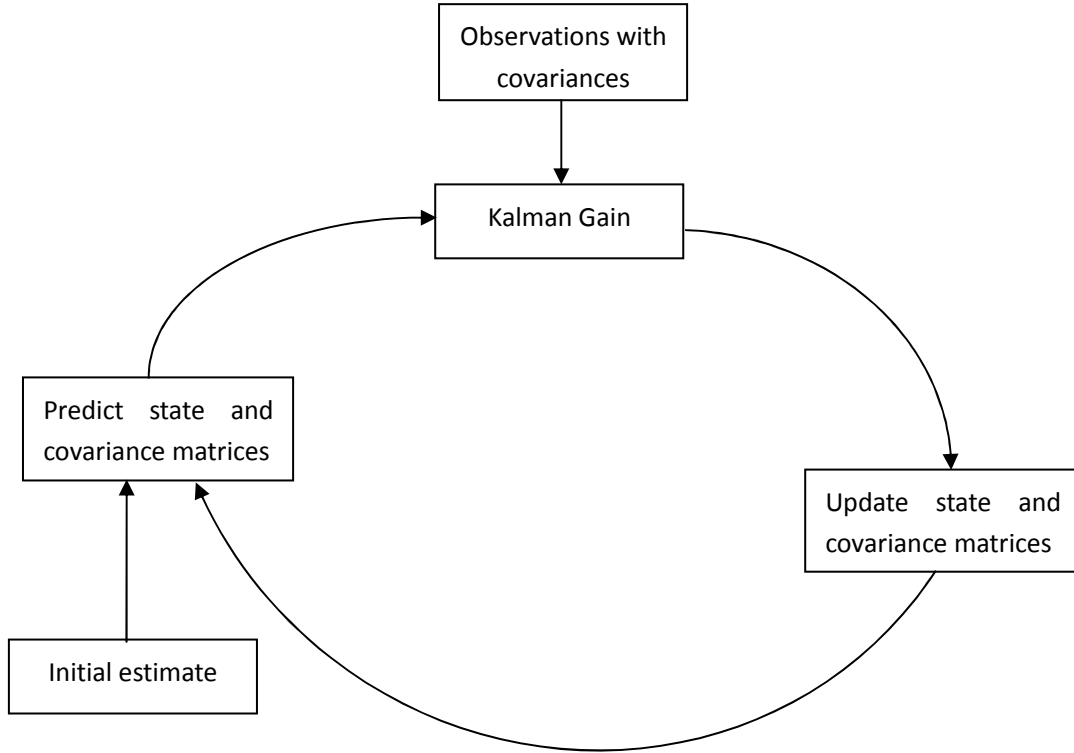 Observations with
covariances
Kalman Gain
Predict state and
covariance matrices
Update state and
covariance matrices
Initial estimate